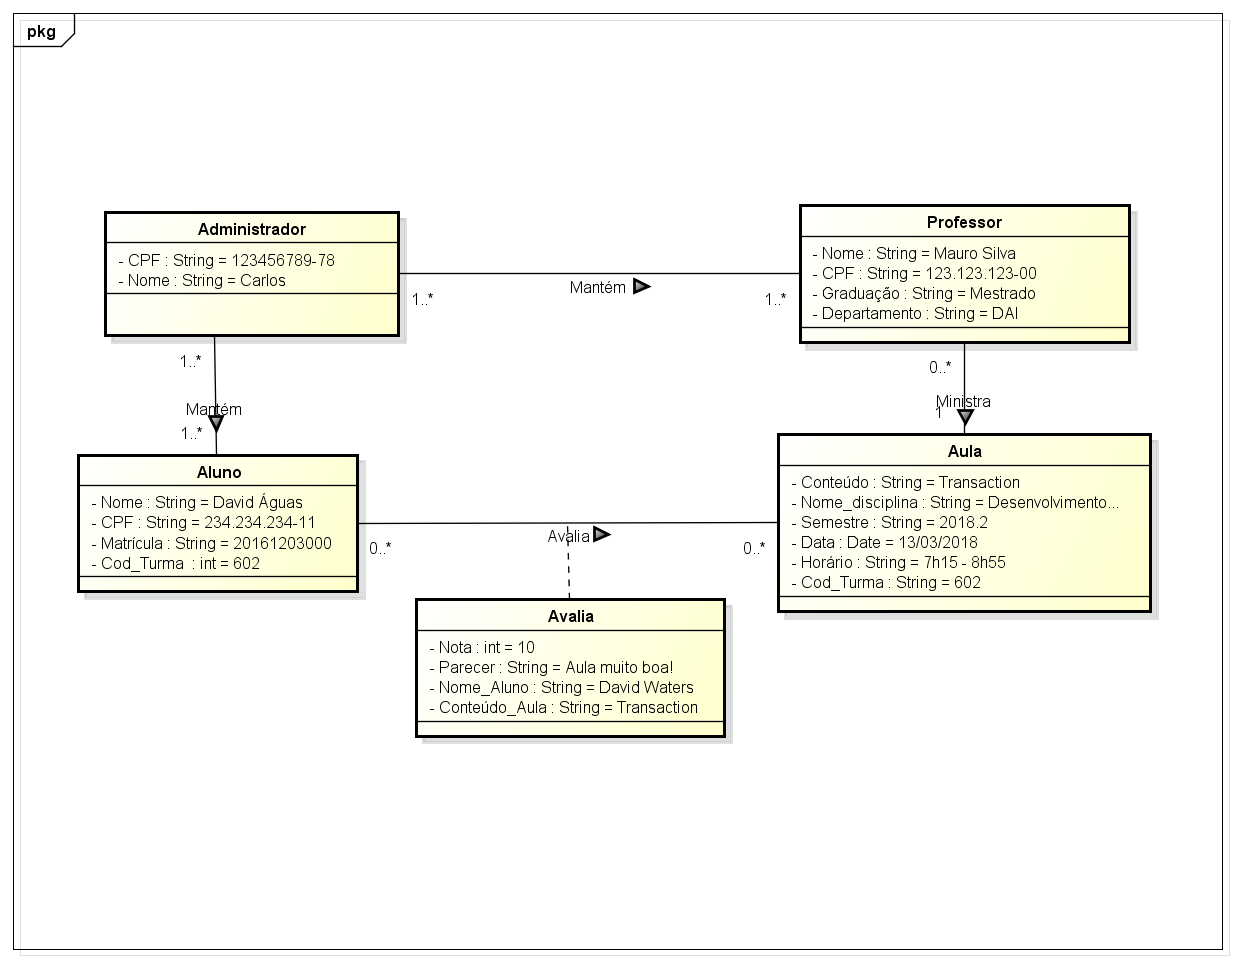 pkg
Administrador
- CPF : String = 123456789-78
- Nome : String = Carlos
Mantém
1..*
1..*
Professor
- Nome : String = Mauro Silva
- CPF : String = 123.123.123-00
- Graduação : String = Mestrado
- Departamento : String = DAI
1..*
Mantém
1..*
0..*
Ministra
1
Aluno
- Nome : String = David Águas
- CPF : String = 234.234.234-11
- Matrícula : String = 20161203000
- Cod_Turma : int = 602
0..*
Avalia
0..*
Aula
- Conteúdo : String = Transaction
- Nome_disciplina : String = Desenvolvimento...
- Semestre : String = 2018.2
- Data : Date = 13/03/2018
- Horário : String = 7h15 - 8h55
- Cod_Turma : String = 602
Avalia
- Nota : int = 10
- Parecer : String = Aula muito boa!
- Nome_Aluno : String = David Waters
- Conteúdo_Aula : String = Transaction